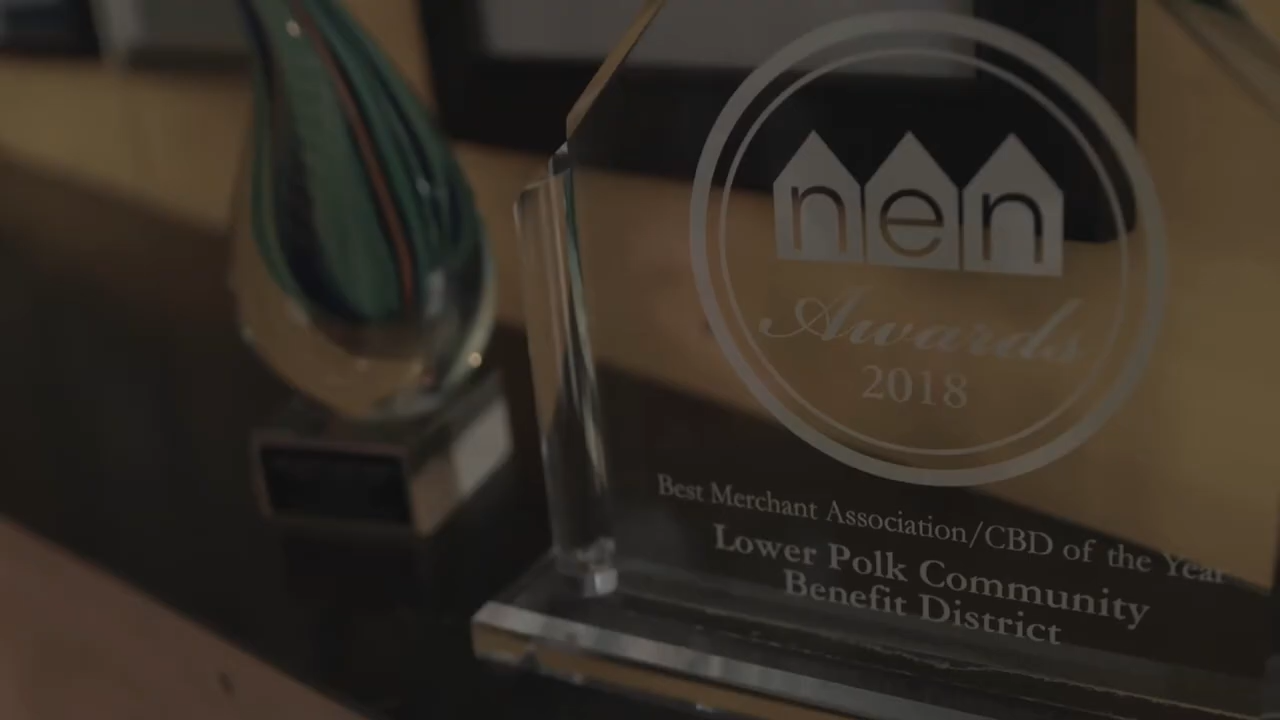 nen
Awards
2018
Best Merchant Association/CBD of the Year
Lower Polk Community
Benefit District